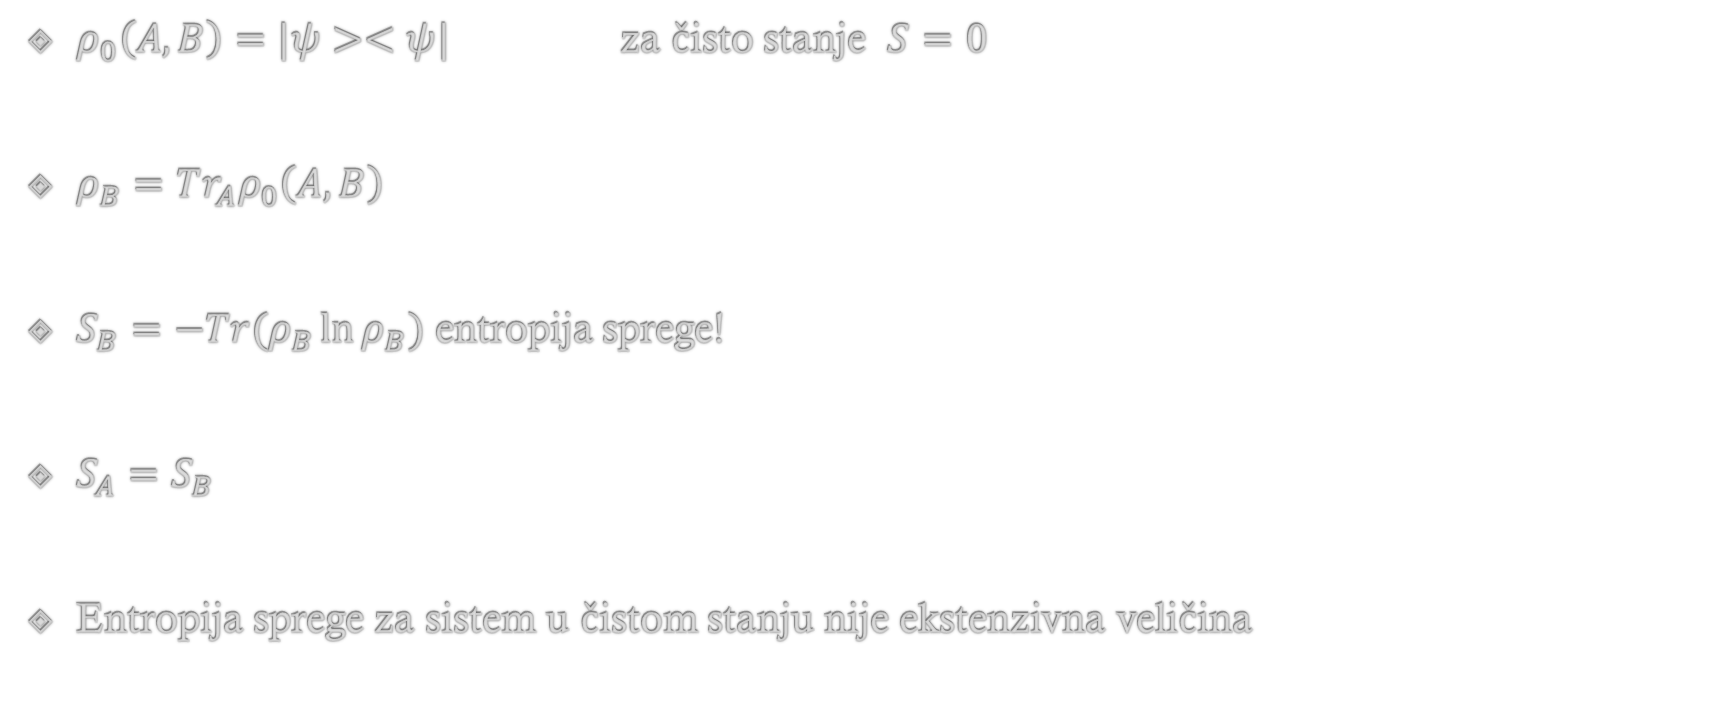 ρ₀(A, B) = |ψ >< ψ| za čisto stanje S = 0
ρ_B = Tr_A ρ₀(A, B)
S_B = −Tr(ρ_B ln ρ_B) entropija sprege!
S_A = S_B
Entropija sprege za sistem u čistom stanju nije ekstenzivna veličina